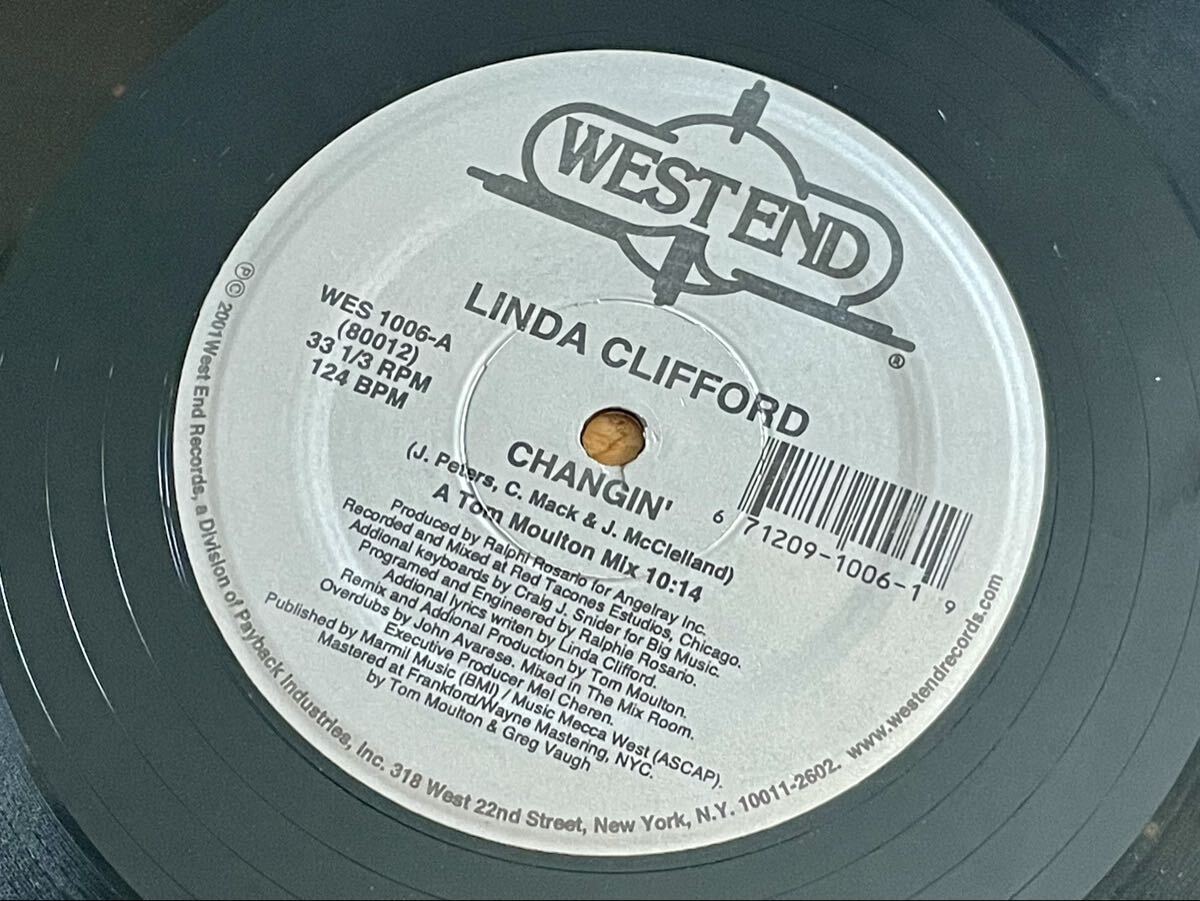 WEST END
®
LINDA CLIFFORD
WES 1006-A
(80012)
33 1/3 RPM
124 BPM
CHANGIN'
(J. Peters, C. Mack & J. McClelland)
A Tom Moulton Mix 10:14
6 71209-1006-1 9
Produced by Ralphi Rosario for Angelray Inc.
Recorded and Mixed at Red Tacones Estudios, Chicago.
Addional keyboards by Craig J. Snider for Big Music.
Programed and Engineered by Ralphie Rosario.
Addional lyrics writen by Linda Clifford.
Remix and Addional Production by Tom Moulton.
Overdubs by John Avarese. Mixed in The Mix Room.
Executive Producer Mel Cheren.
Published by Marmil Music (BMI) / Music Mecca West (ASCAP).
Mastered at Frankford/Wayne Mastering, NYC.
by Tom Moulton & Greg Vaugh
℗© 2001West End Records, a Division of Payback Industries, Inc. 318 West 22nd Street, New York, N.Y. 10011-2602. www.westendrecords.com